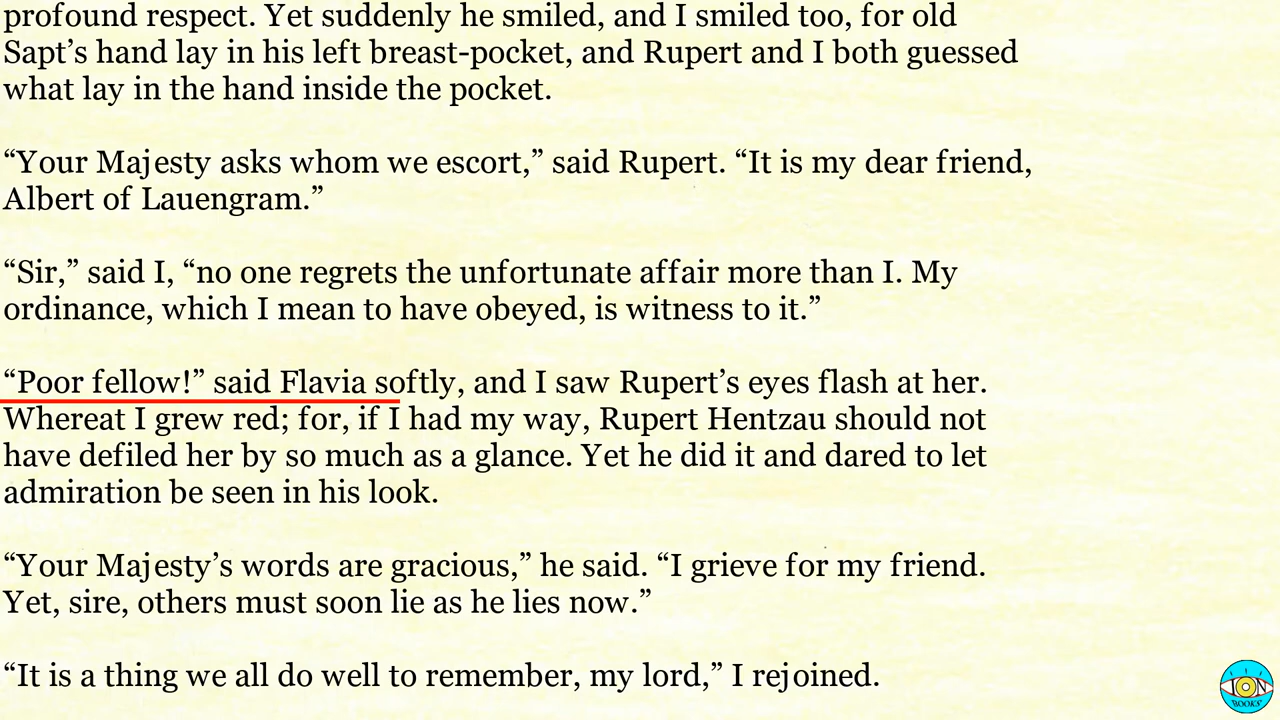 profound respect. Yet suddenly he smiled, and I smiled too, for old
Sapt’s hand lay in his left breast-pocket, and Rupert and I both guessed
what lay in the hand inside the pocket.
“Your Majesty asks whom we escort,” said Rupert. “It is my dear friend,
Albert of Lauengram.”
“Sir,” said I, “no one regrets the unfortunate affair more than I. My
ordinance, which I mean to have obeyed, is witness to it.”
“Poor fellow!” said Flavia softly, and I saw Rupert’s eyes flash at her.
Whereat I grew red; for, if I had my way, Rupert Hentzau should not
have defiled her by so much as a glance. Yet he did it and dared to let
admiration be seen in his look.
“Your Majesty’s words are gracious,” he said. “I grieve for my friend.
Yet, sire, others must soon lie as he lies now.”
“It is a thing we all do well to remember, my lord,” I rejoined.
ION
BOOKS